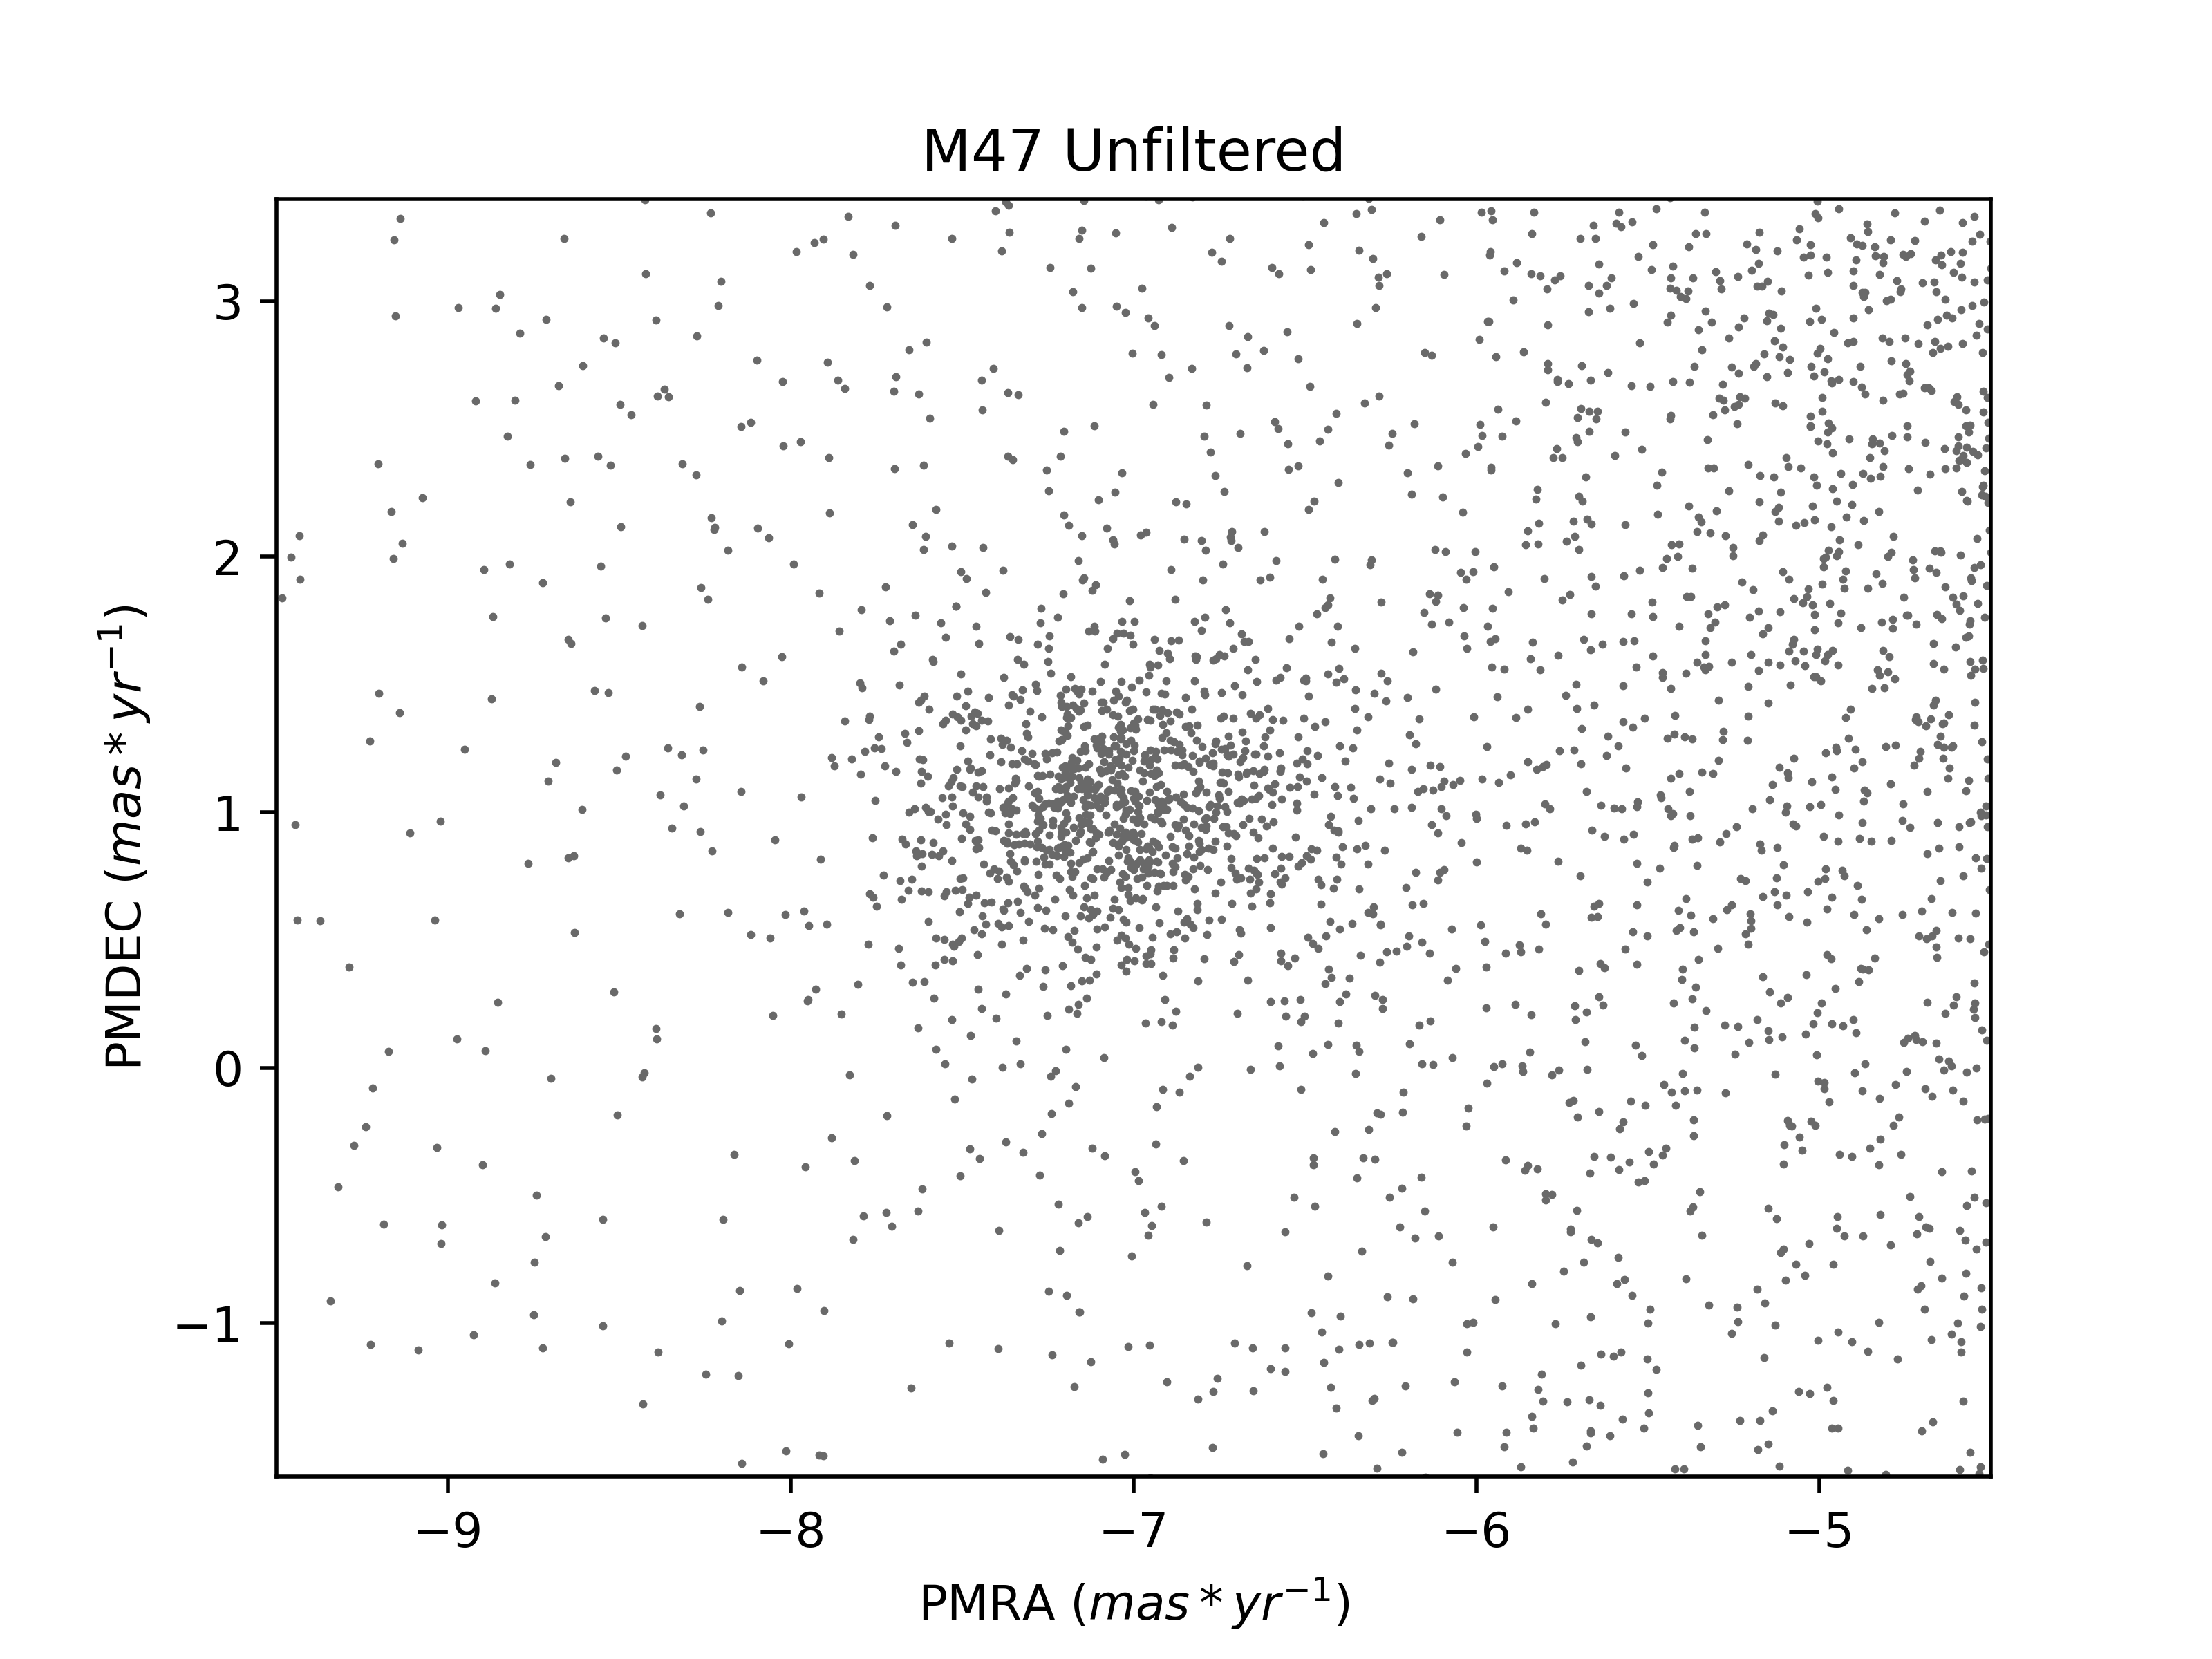 M47 Unfiltered
PMDEC (mas * yr⁻¹)
3
2
1
0
−1
−9 −8 −7 −6 −5
PMRA (mas * yr⁻¹)